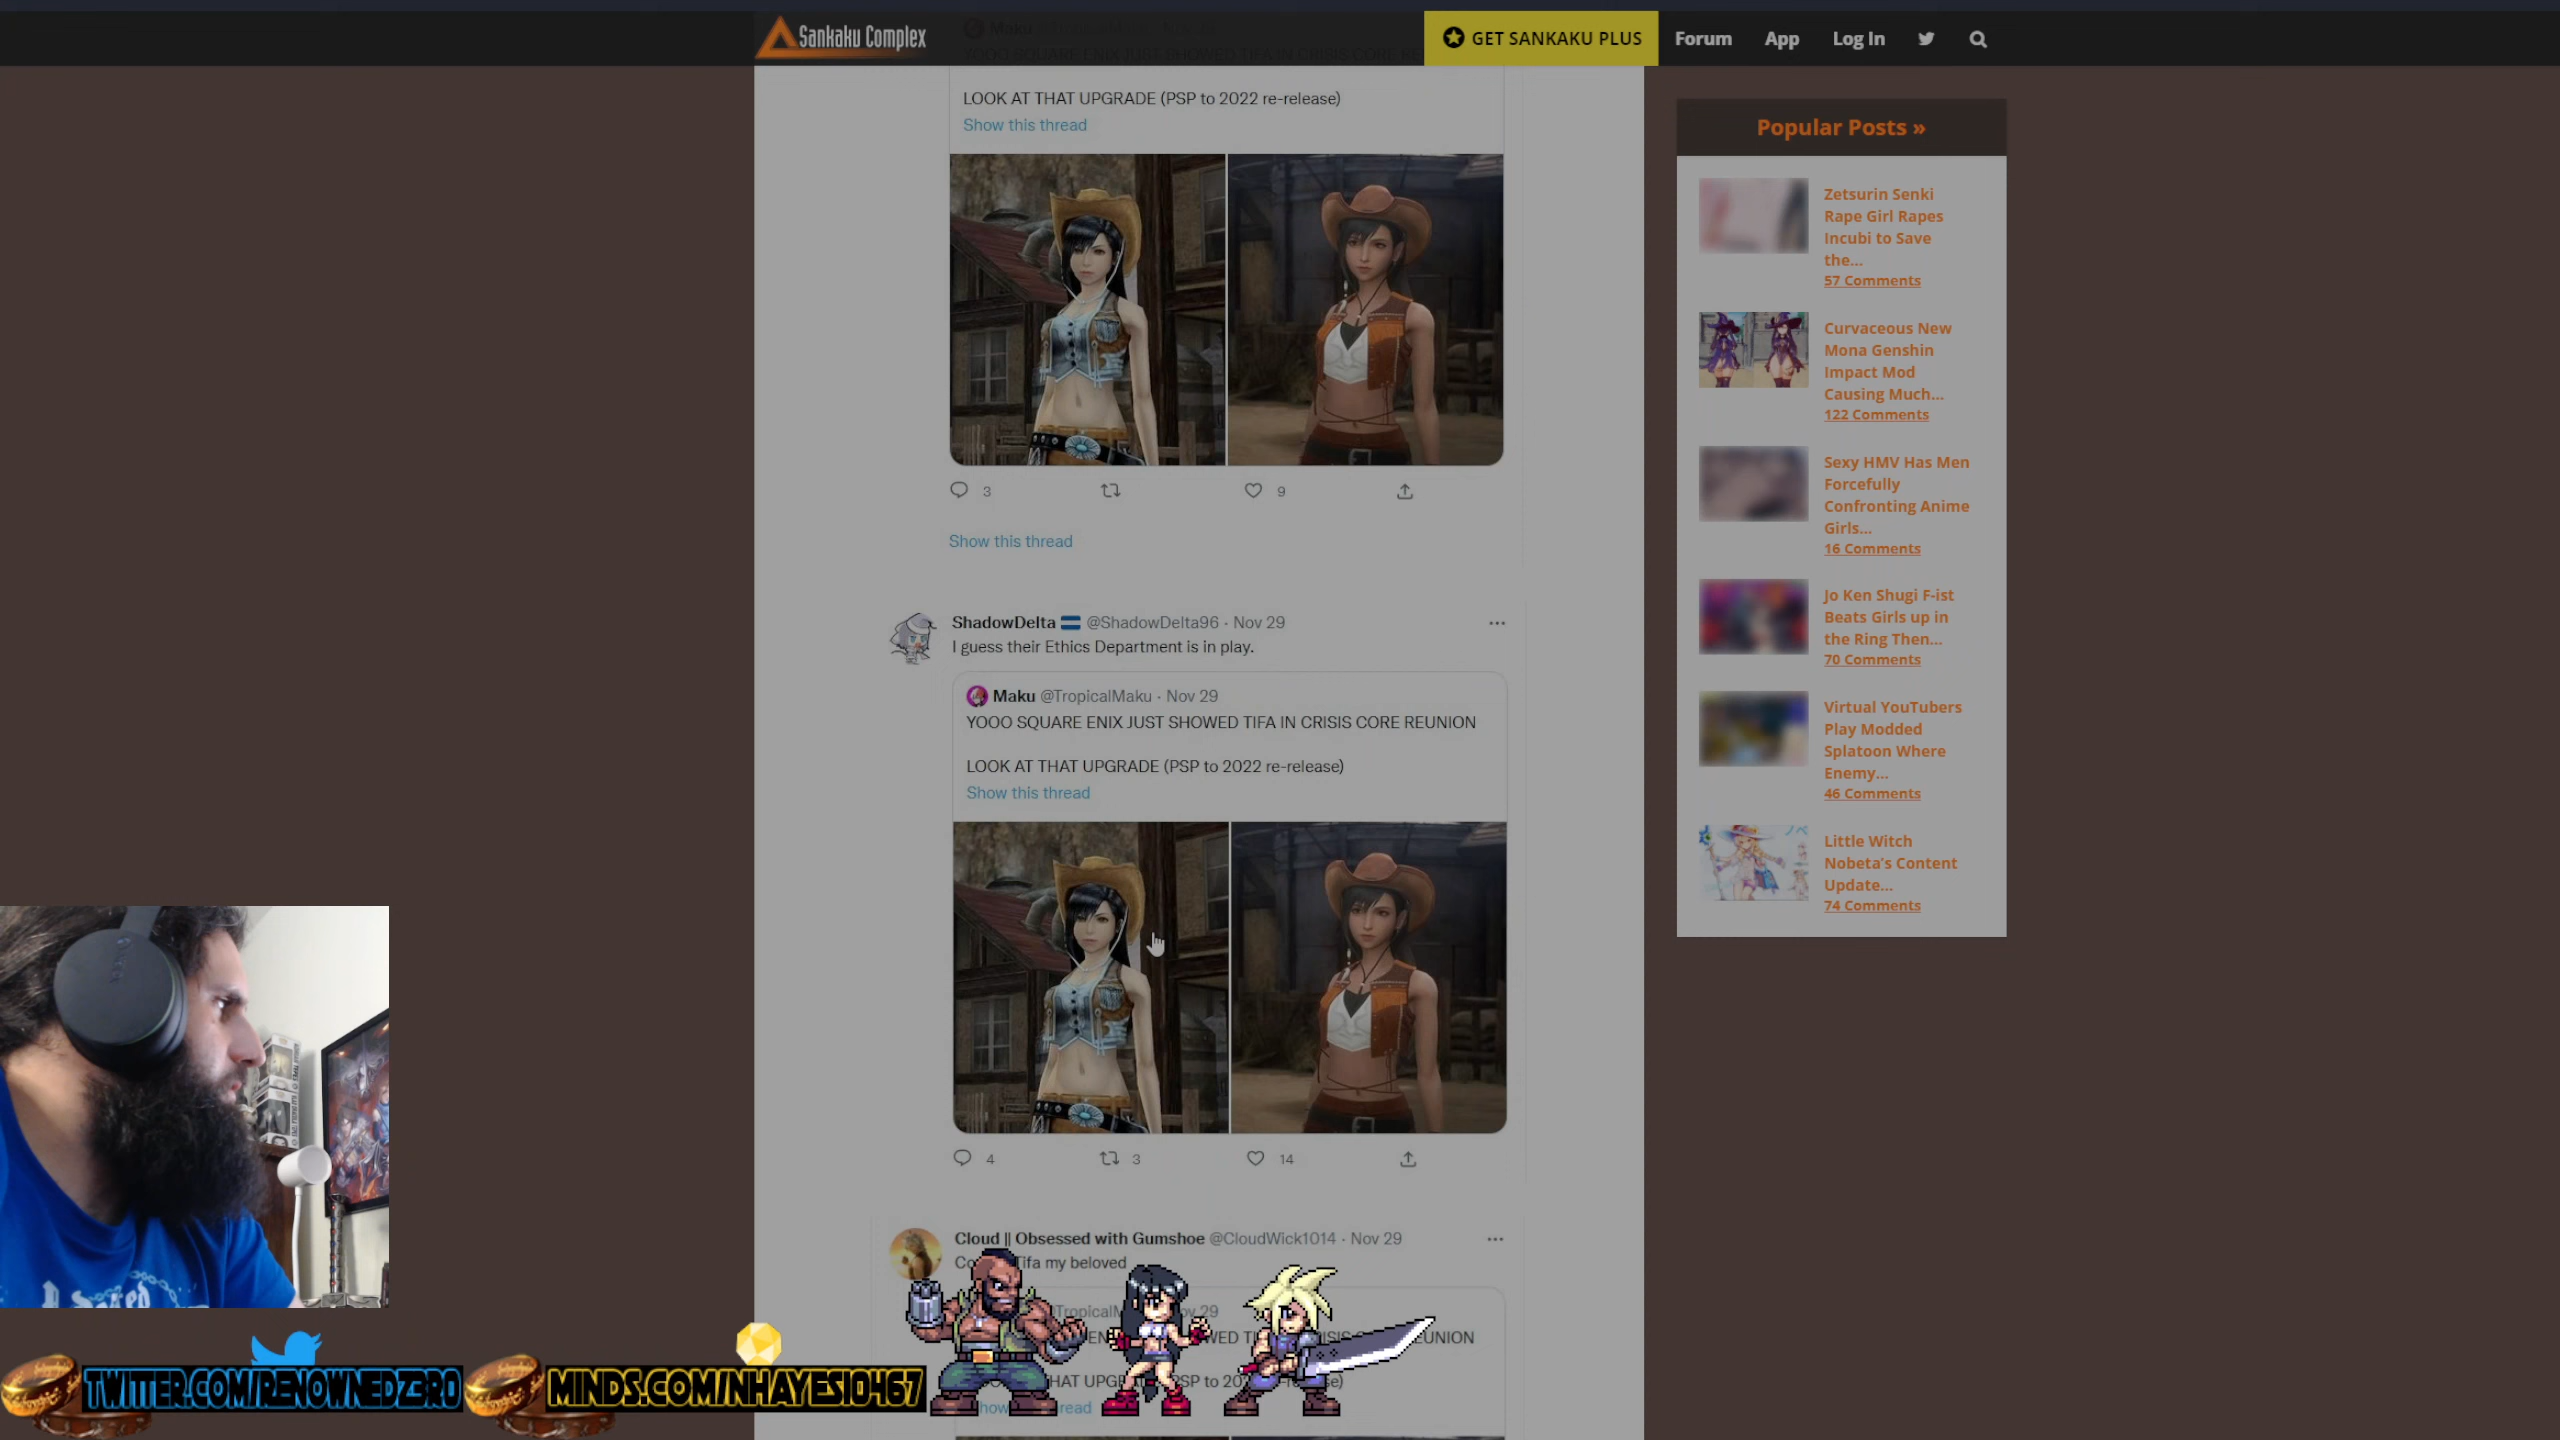 Sankaku Complex
GET SANKAKU PLUS
Forum
App
Log In
LOOK AT THAT UPGRADE (PSP to 2022 re-release)
Show this thread
3
9
Show this thread
ShadowDelta @ShadowDelta96 · Nov 29
I guess their Ethics Department is in play.
Maku @TropicalMaku · Nov 29
YOOO SQUARE ENIX JUST SHOWED TIFA IN CRISIS CORE REUNION
LOOK AT THAT UPGRADE (PSP to 2022 re-release)
Show this thread
4
3
14
Cloud || Obsessed with Gumshoe @CloudWick1014 · Nov 29
Tifa my beloved
REUNION
Popular Posts »
Zetsurin Senki
Rape Girl Rapes
Incubi to Save
the...
57 Comments
Curvaceous New
Mona Genshin
Impact Mod
Causing Much...
122 Comments
Sexy HMV Has Men
Forcefully
Confronting Anime
Girls...
16 Comments
Jo Ken Shugi F-ist
Beats Girls up in
the Ring Then...
70 Comments
Virtual YouTubers
Play Modded
Splatoon Where
Enemy...
46 Comments
Little Witch
Nobeta's Content
Update...
74 Comments
TWITTER.COM/RENOWNEDZ3R0
MINDS.COM/NHAYES10467